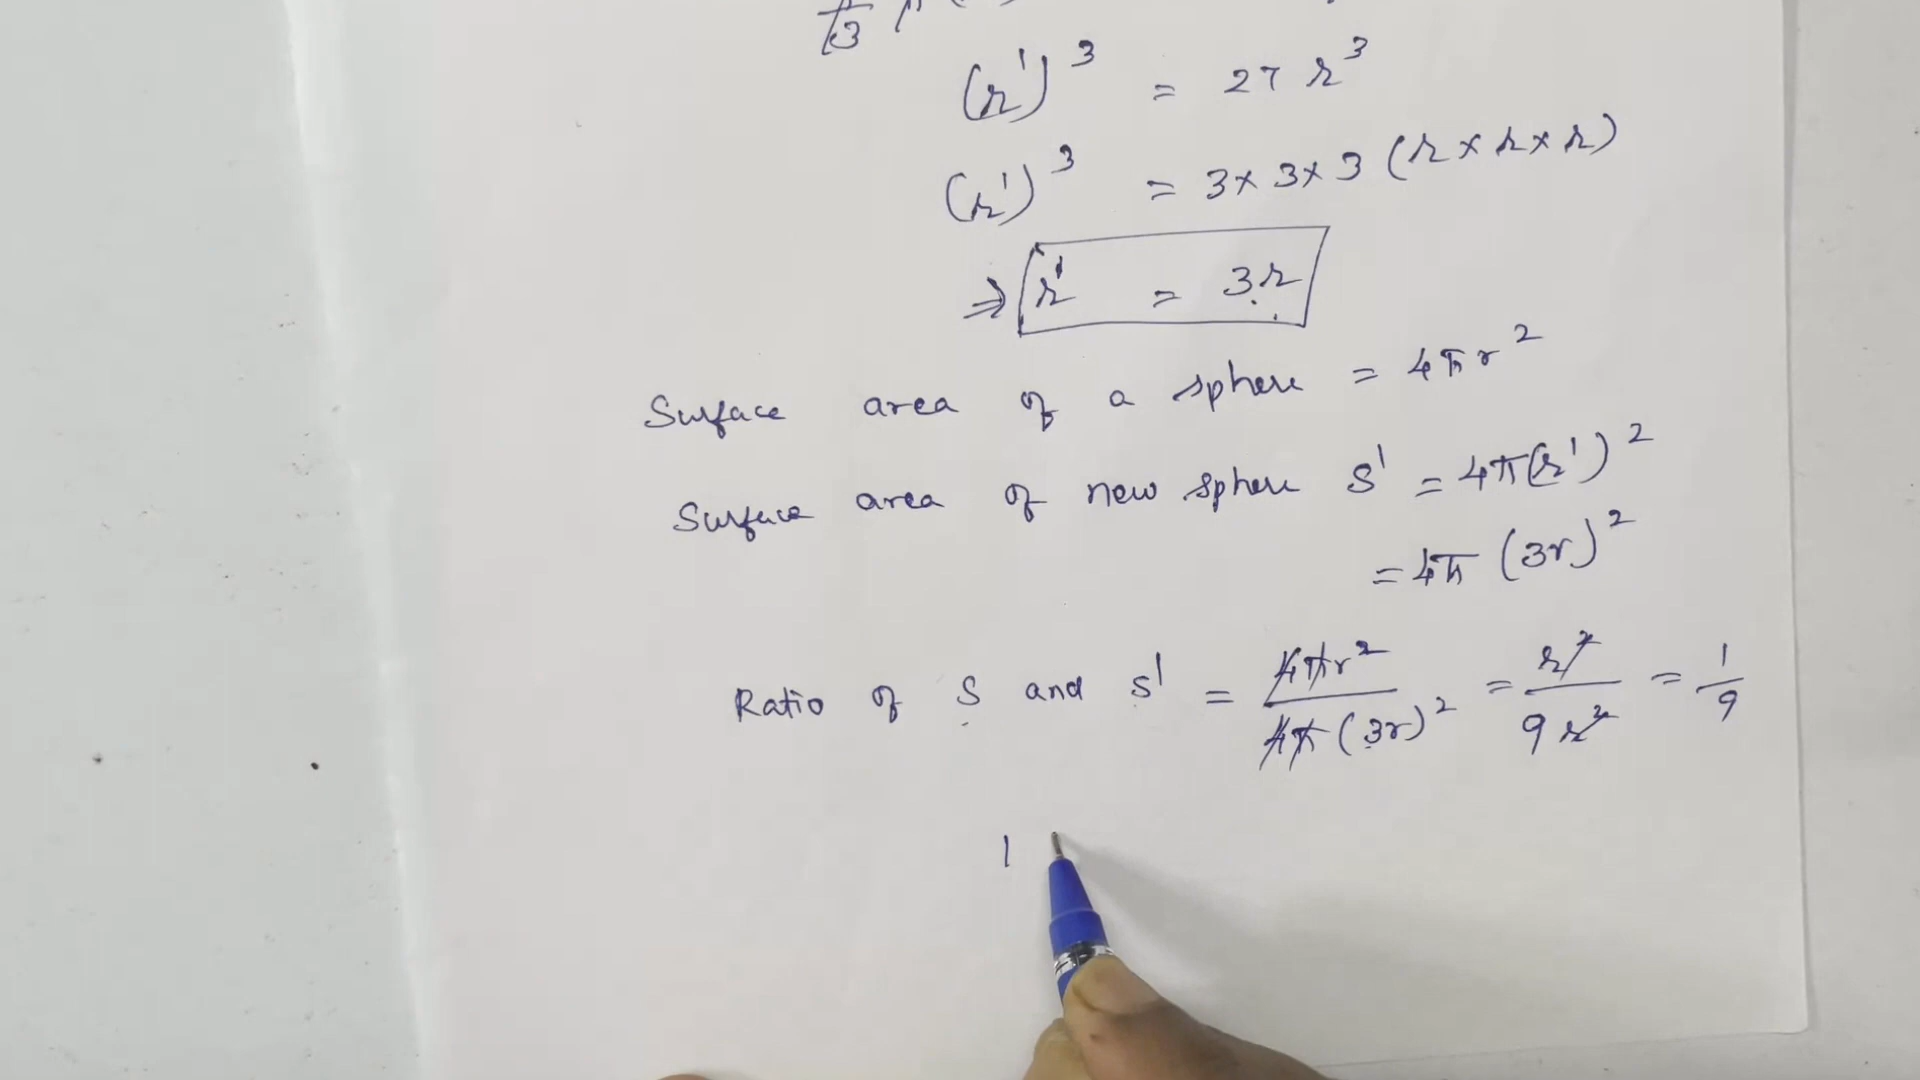 (r')³ = 27 r³
(r')³ = 3×3×3 (r×r×r)
⇒ r' = 3r
Surface area of a sphere = 4πr²
Surface area of new sphere S' = 4π(r')²
= 4π (3r)²
Ratio of S and S' = 4πr² / 4π(3r)² = r² / 9r² = 1/9
1